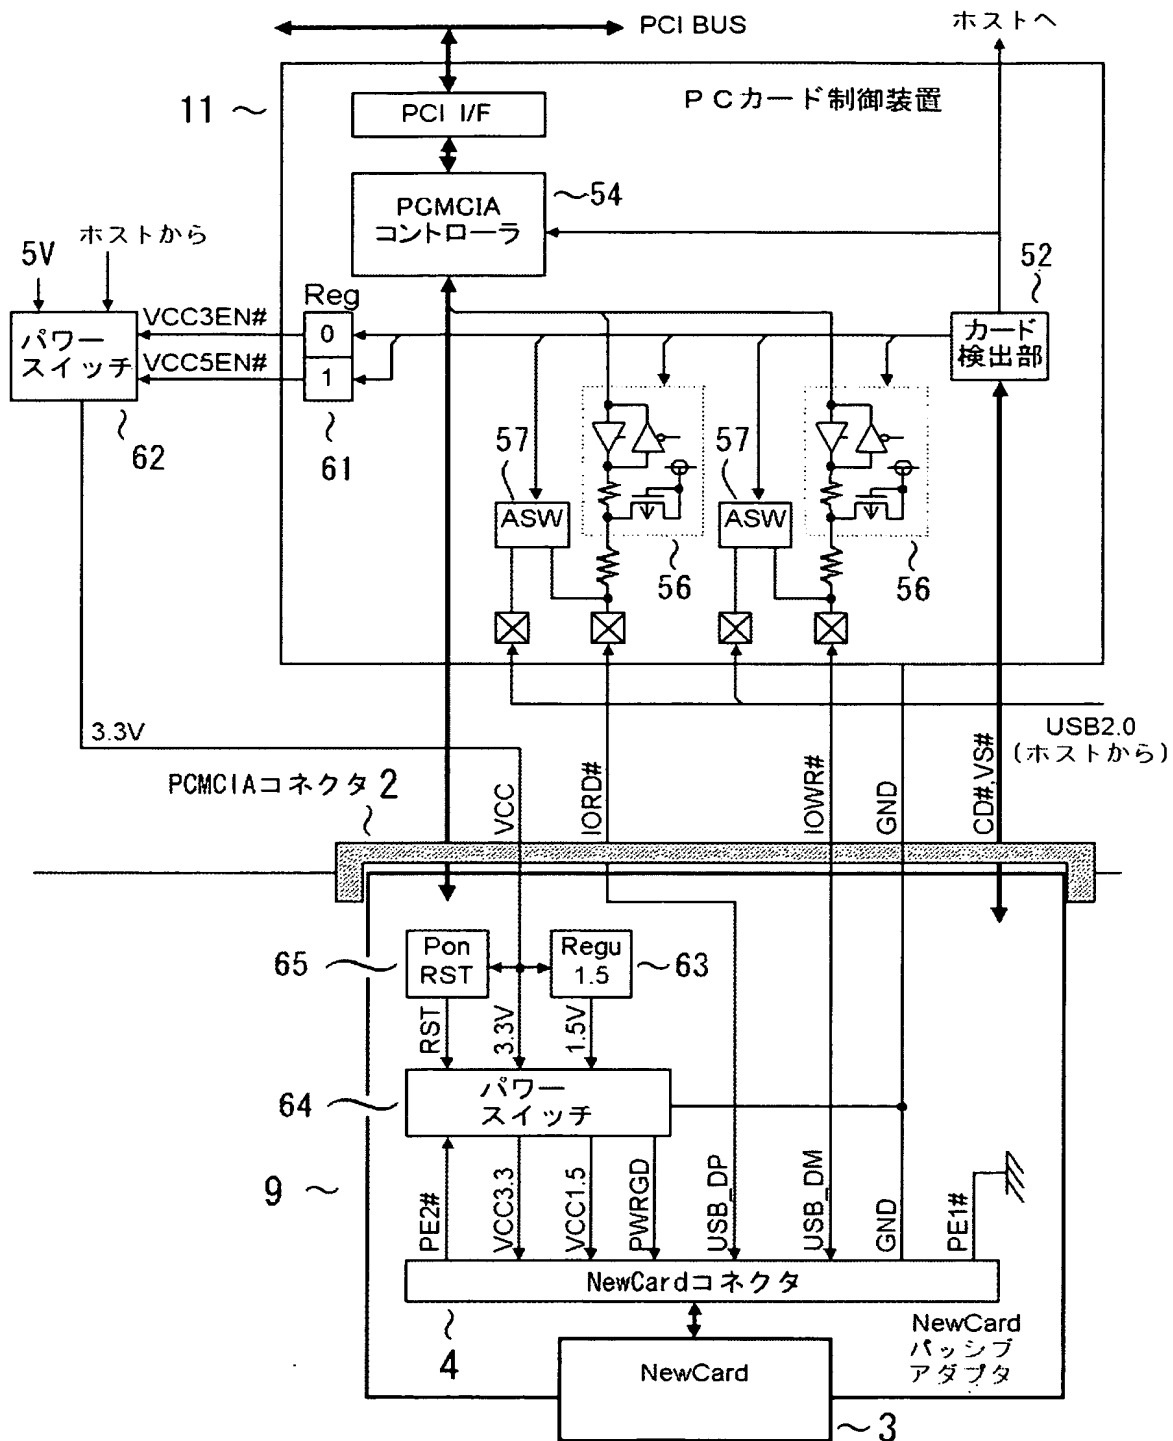 PCI BUS
ホストへ
11
PCI I/F
PCカード制御装置
PCMCIA
コントローラ
54
ホストから
5V
52
Reg
VCC3EN#
0
カード
検出部
パワー
スイッチ
VCC5EN#
1
62
61
57
57
ASW
ASW
56
56
3.3V
USB2.0
(ホストから)
PCMCIAコネクタ 2
VCC
IORD#
IOWR#
GND
CD#,VS#
65
Pon
RST
Regu
1.5
63
RST
3.3V
1.5V
64
パワー
スイッチ
9
PE2#
VCC3.3
VCC1.5
PWRGD
USB_DP
USB_DM
GND
PE1#
NewCardコネクタ
4
NewCard
パッシブ
アダプタ
NewCard
3